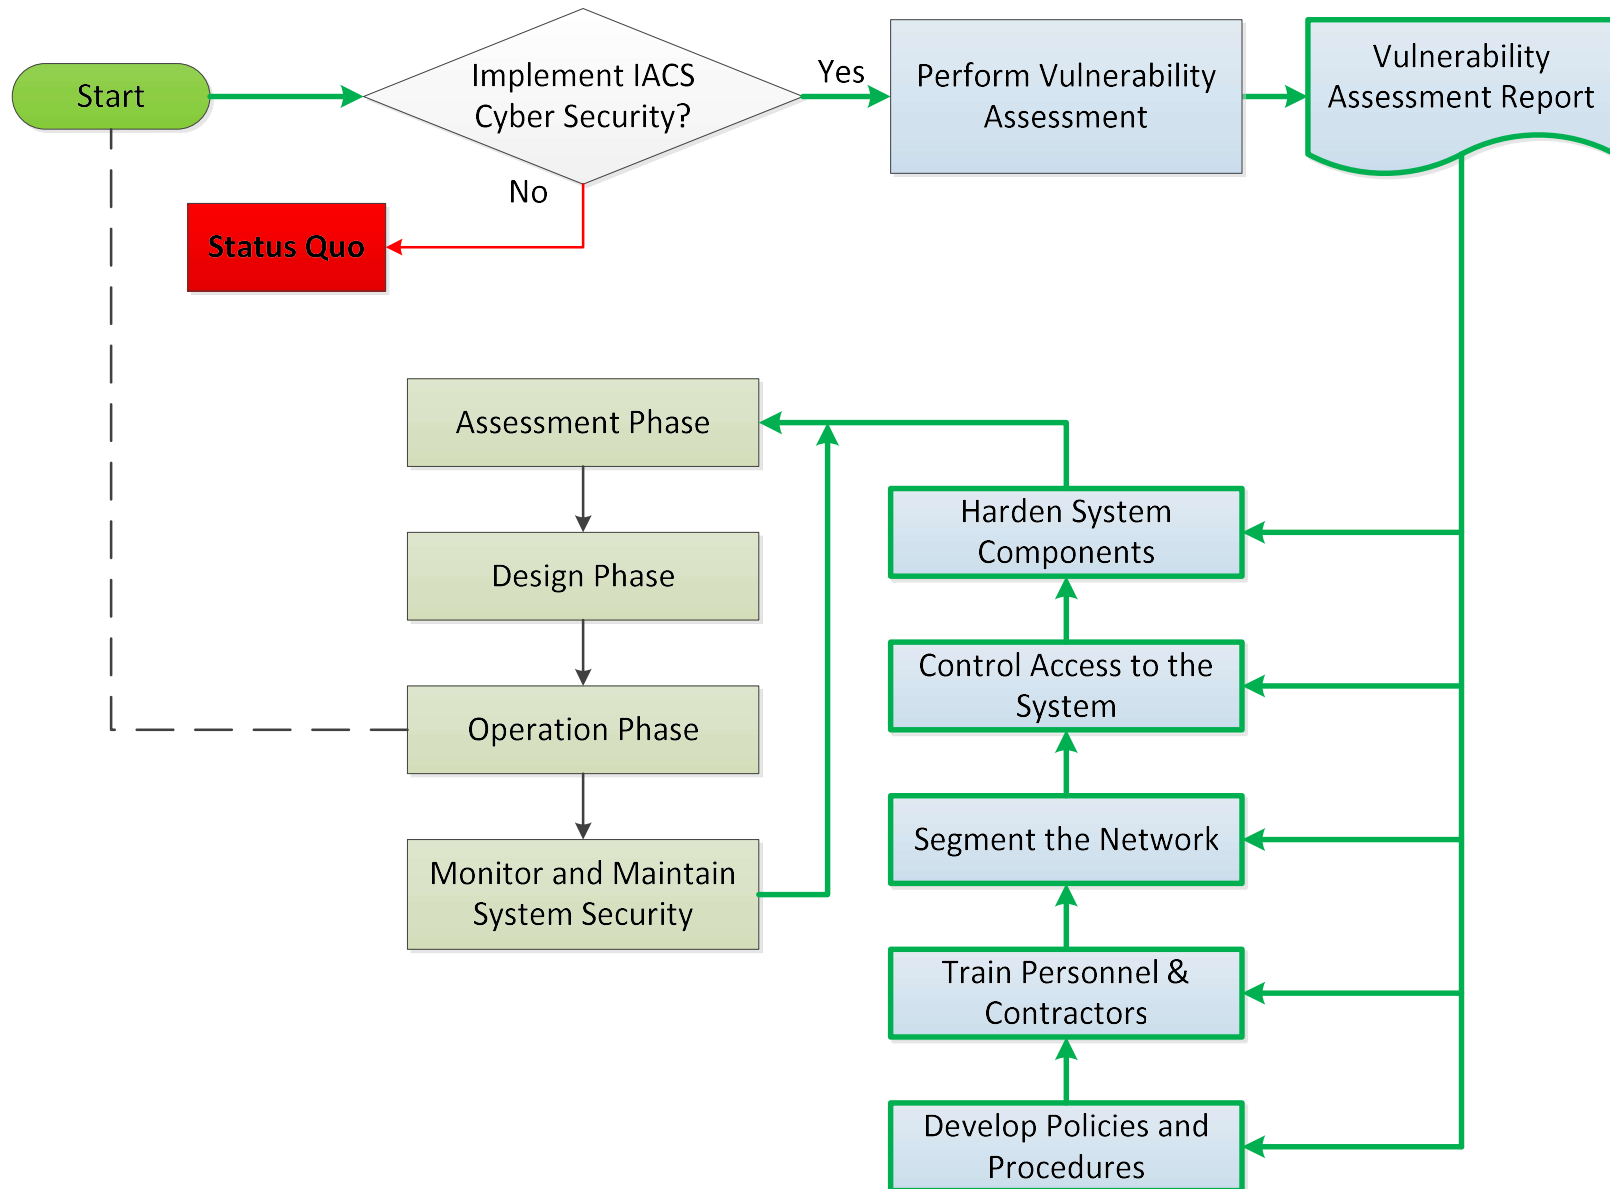 Start
Implement IACS
Cyber Security?
Yes
Perform Vulnerability
Assessment
Vulnerability
Assessment Report
No
Status Quo
Assessment Phase
Design Phase
Operation Phase
Monitor and Maintain
System Security
Harden System
Components
Control Access to the
System
Segment the Network
Train Personnel &
Contractors
Develop Policies and
Procedures